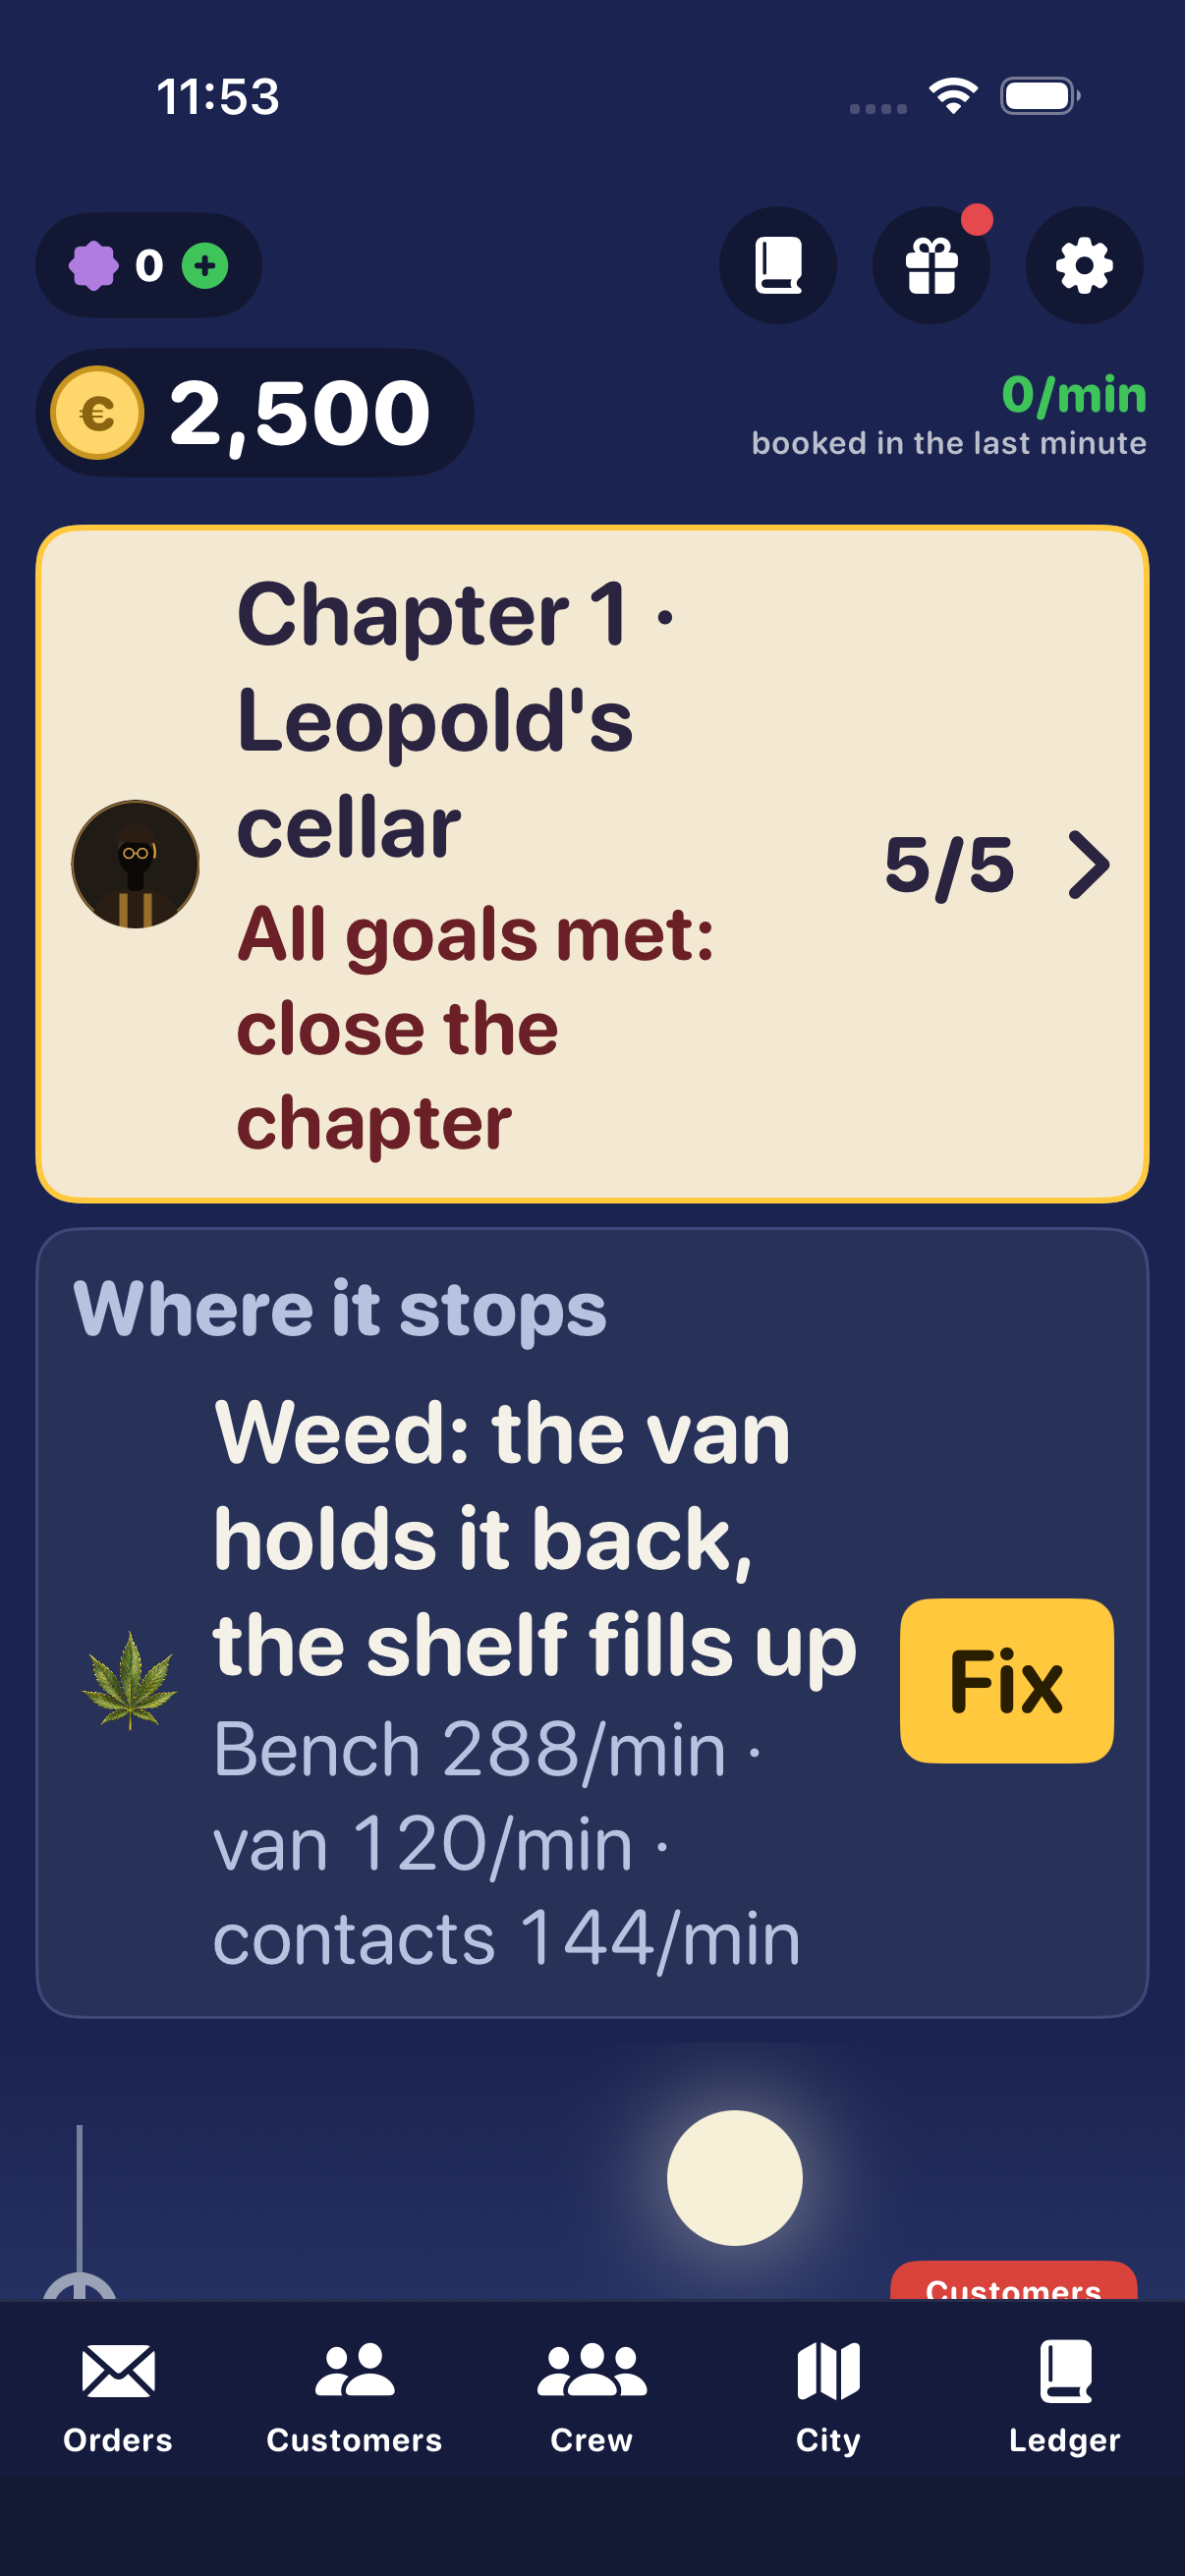 11:53
0
€ 2,500
0/min
booked in the last minute
Chapter 1 ·
Leopold's
cellar
All goals met:
close the
chapter
5/5
Where it stops
Weed: the van
holds it back,
the shelf fills up
Bench 288/min ·
van 120/min ·
contacts 144/min
Fix
Customers
Orders
Customers
Crew
City
Ledger